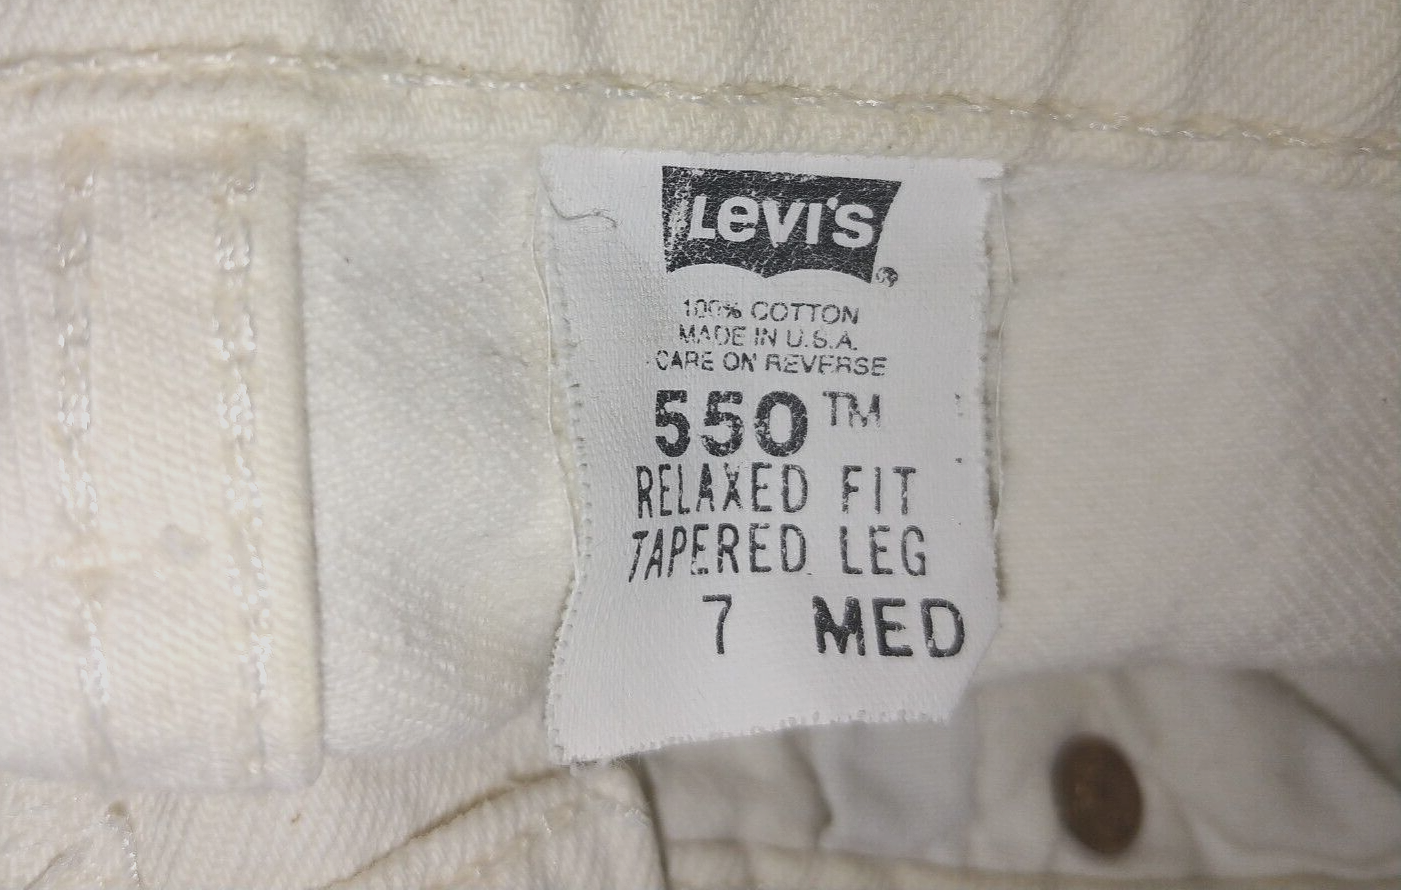 Levi's®
100% COTTON
MADE IN U.S.A.
CARE ON REVERSE
550™
RELAXED FIT
TAPERED LEG
7 MED